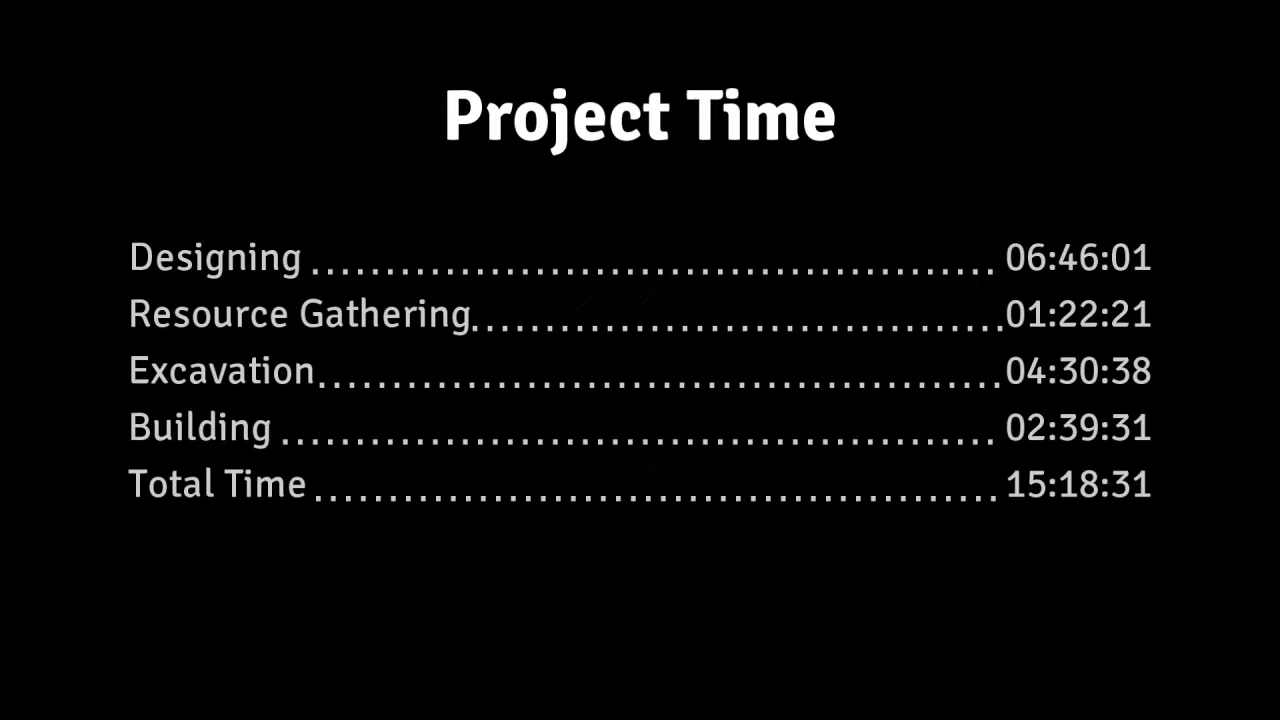 Project Time
Designing .............................................. 06:46:01
Resource Gathering....................................01:22:21
Excavation..............................................04:30:38
Building ................................................ 02:39:31
Total Time .............................................. 15:18:31